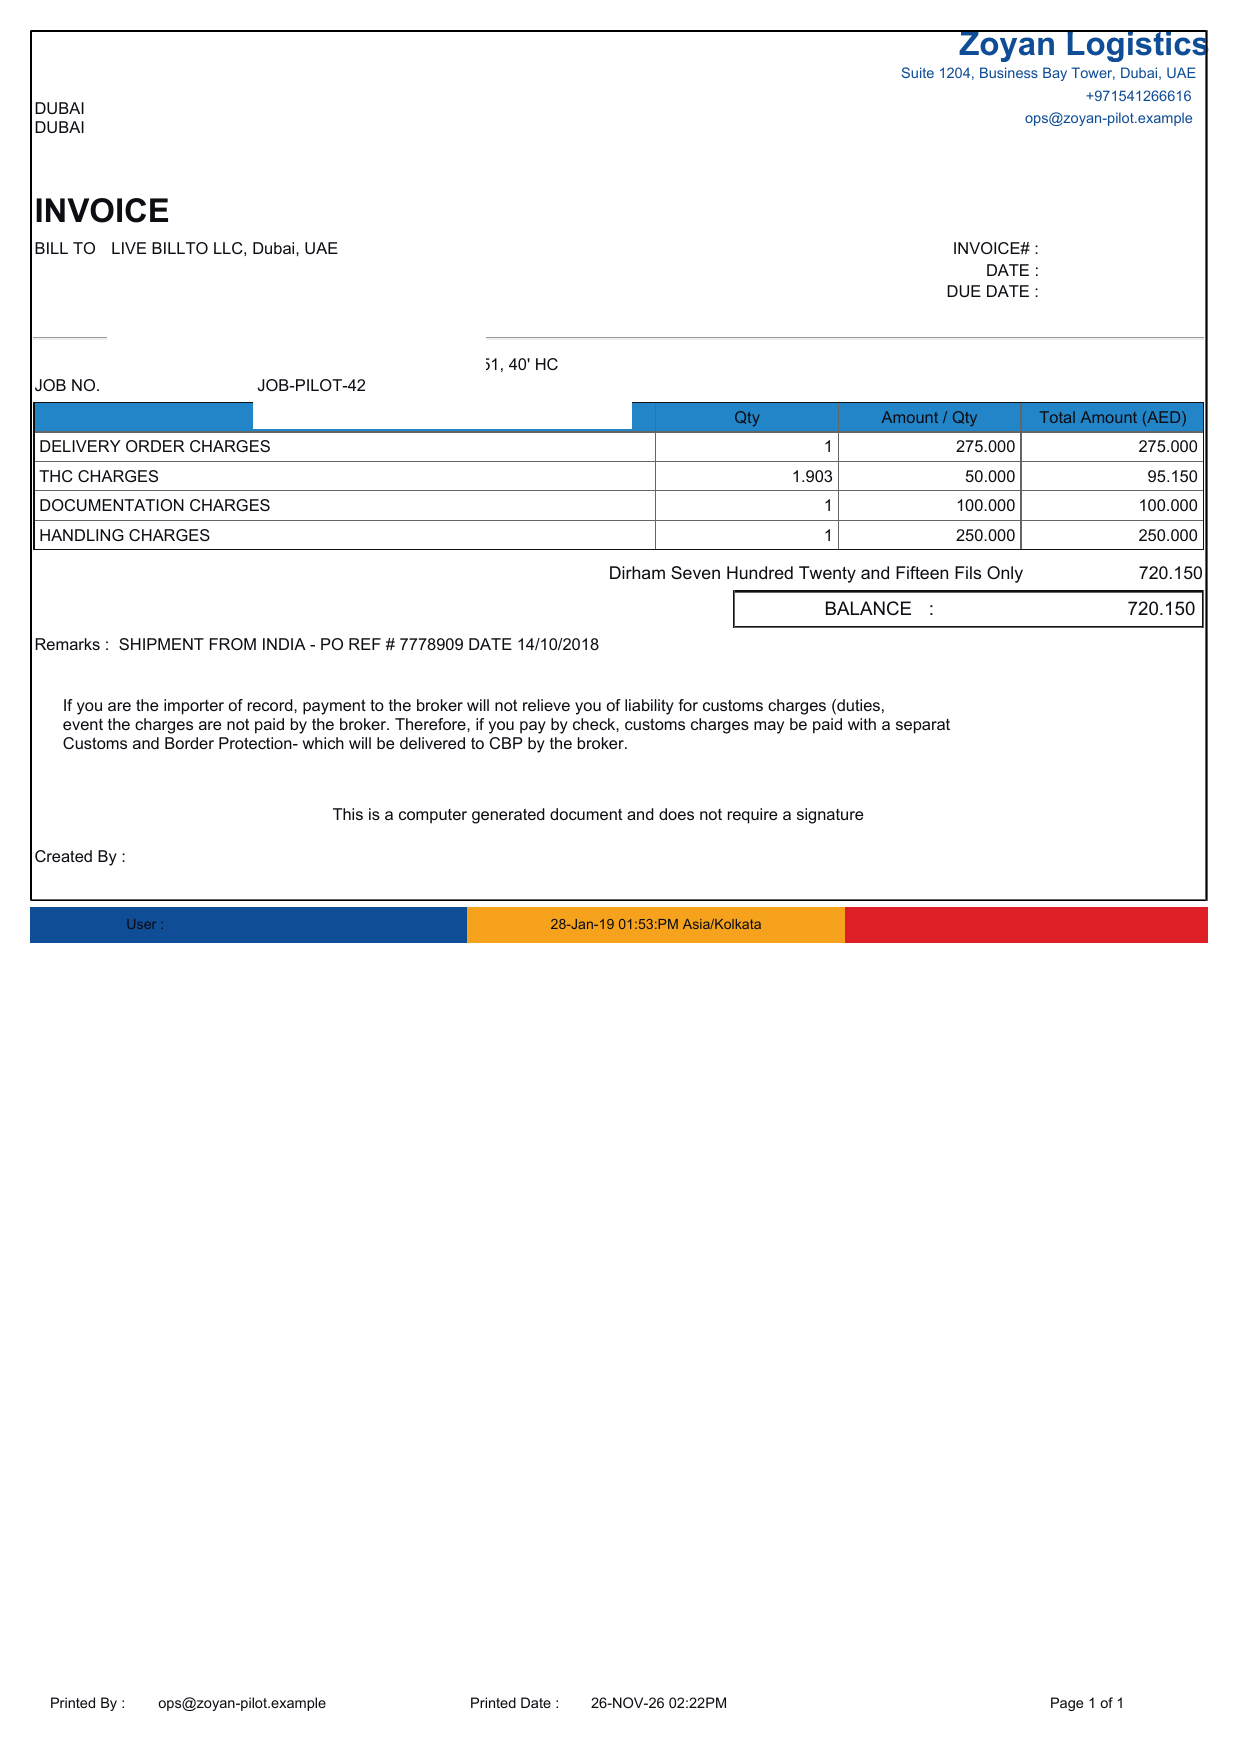 Zoyan Logistics
Suite 1204, Business Bay Tower, Dubai, UAE
+971541266616
ops@zoyan-pilot.example
DUBAI
DUBAI
INVOICE
BILL TO LIVE BILLTO LLC, Dubai, UAE
INVOICE# :
DATE :
DUE DATE :
1, 40' HC
JOB NO. JOB-PILOT-42
Qty Amount / Qty Total Amount (AED)
DELIVERY ORDER CHARGES 1 275.000 275.000
THC CHARGES 1.903 50.000 95.150
DOCUMENTATION CHARGES 1 100.000 100.000
HANDLING CHARGES 1 250.000 250.000
Dirham Seven Hundred Twenty and Fifteen Fils Only 720.150
BALANCE : 720.150
Remarks : SHIPMENT FROM INDIA - PO REF # 7778909 DATE 14/10/2018
If you are the importer of record, payment to the broker will not relieve you of liability for customs charges (duties,
event the charges are not paid by the broker. Therefore, if you pay by check, customs charges may be paid with a separat
Customs and Border Protection- which will be delivered to CBP by the broker.
This is a computer generated document and does not require a signature
Created By :
User : 28-Jan-19 01:53:PM Asia/Kolkata
Printed By : ops@zoyan-pilot.example Printed Date : 26-NOV-26 02:22PM Page 1 of 1